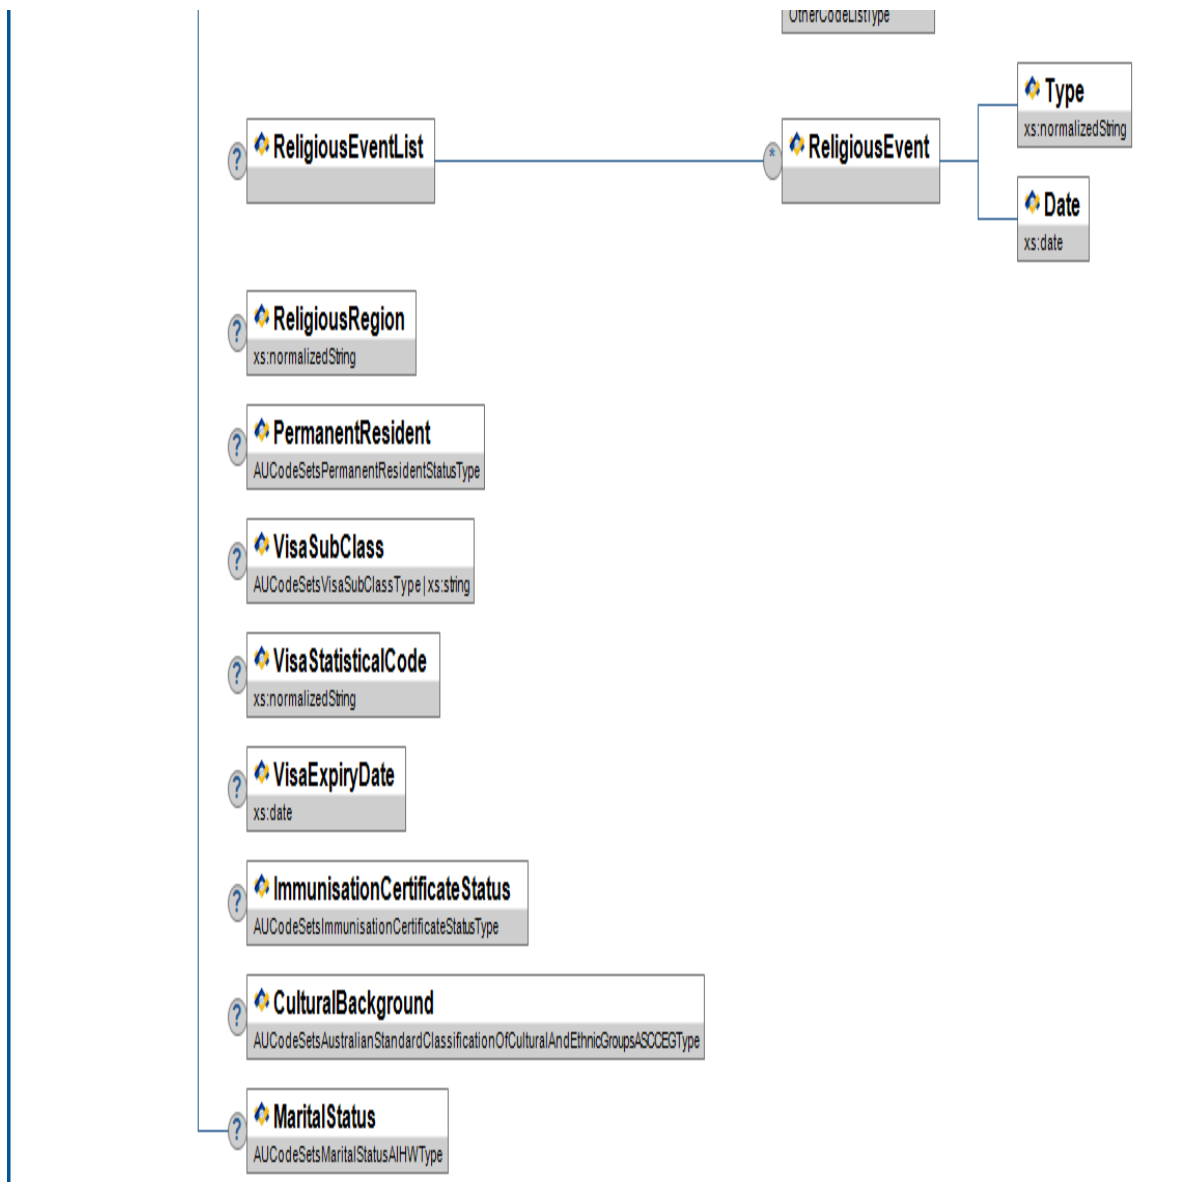 OtherCodeListType
Type
xs:normalizedString
? ReligiousEventList
* ReligiousEvent
Date
xs:date
? ReligiousRegion
xs:normalizedString
? PermanentResident
AUCodeSetsPermanentResidentStatusType
? VisaSubClass
AUCodeSetsVisaSubClassType | xs:string
? VisaStatisticalCode
xs:normalizedString
? VisaExpiryDate
xs:date
? ImmunisationCertificateStatus
AUCodeSetsImmunisationCertificateStatusType
? CulturalBackground
AUCodeSetsAustralianStandardClassificationOfCulturalAndEthnicGroupsASCCEGType
? MaritalStatus
AUCodeSetsMaritalStatusAIHWType